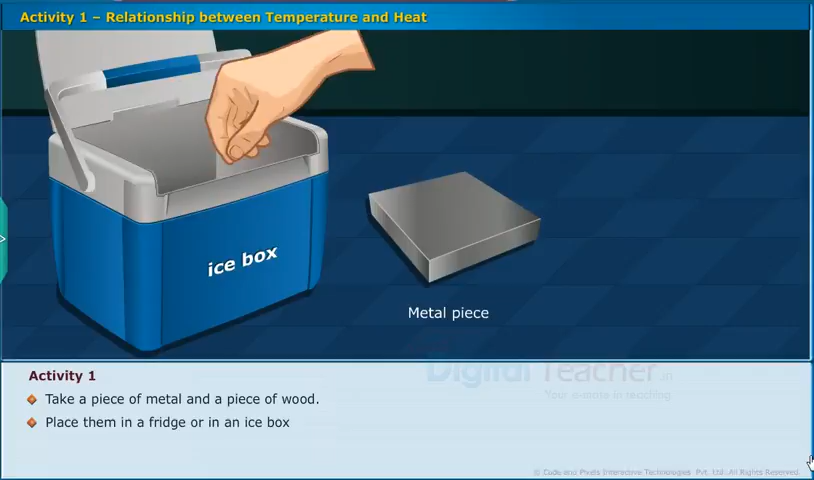 Activity 1 – Relationship between Temperature and Heat
ice box
Metal piece
Activity 1
Digital Teacher.in
"Your website in teaching
Take a piece of metal and a piece of wood.
Place them in a fridge or in an ice box
© Code and Pixels Interactive Technologies Pvt. Ltd. All Rights Reserved.